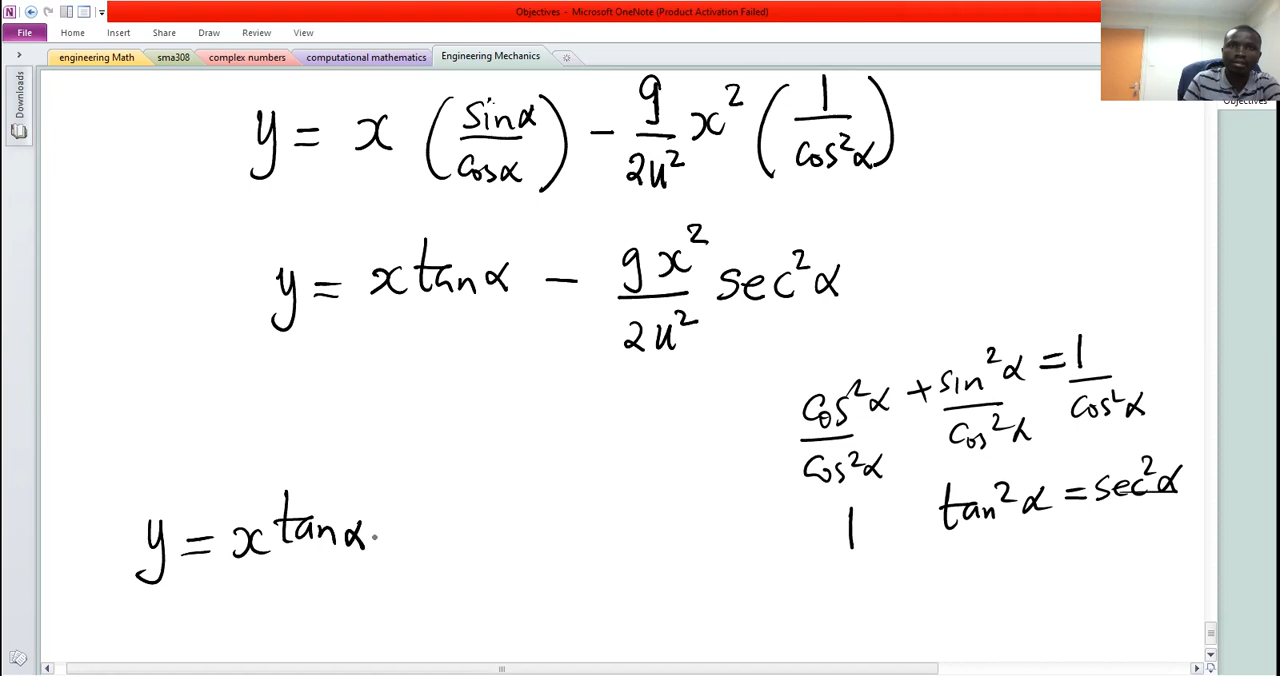 Objectives - Microsoft OneNote (Product Activation Failed)
File Home Insert Share Draw Review View
engineering Math sma308 complex numbers computational mathematics Engineering Mechanics
Objectives
Downloads
y = x (sinα/cosα) − g/2u² x² (1/cos²α)
y = x tanα − gx²/2u² sec²α
cos²α/cos²α + sin²α/cos²α = 1/cos²α
1 tan²α = sec²α
y = x tanα